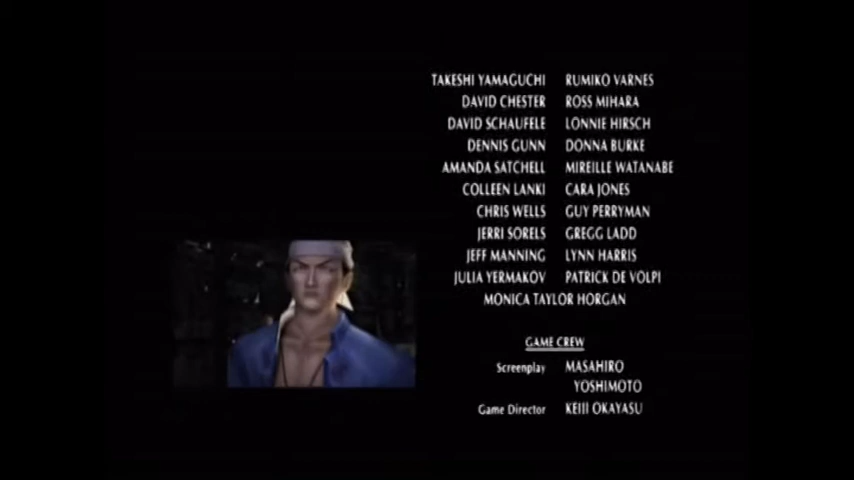 TAKESHI YAMAGUCHI RUMIKO VARNES
DAVID CHESTER ROSS MIHARA
DAVID SCHAUFELE LONNIE HIRSCH
DENNIS GUNN DONNA BURKE
AMANDA SATCHELL MIREILLE WATANABE
COLLEEN LANKI CARA JONES
CHRIS WELLS GUY PERRYMAN
JERRI SORELS GREGG LADD
JEFF MANNING LYNN HARRIS
JULIA YERMAKOV PATRICK DE VOLPI
MONICA TAYLOR HORGAN
GAME CREW
Screenplay MASAHIRO
YOSHIMOTO
Game Director KEIJI OKAYASU